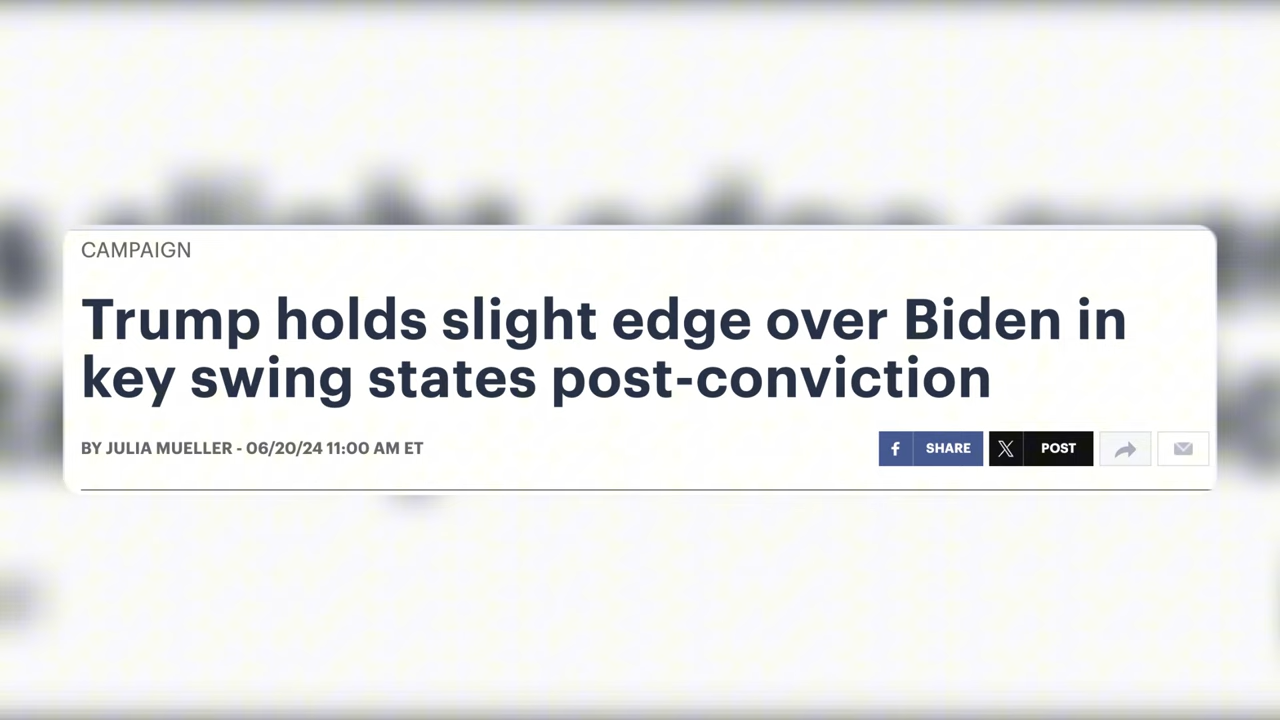 CAMPAIGN
Trump holds slight edge over Biden in
key swing states post-conviction
BY JULIA MUELLER - 06/20/24 11:00 AM ET
f SHARE
X POST